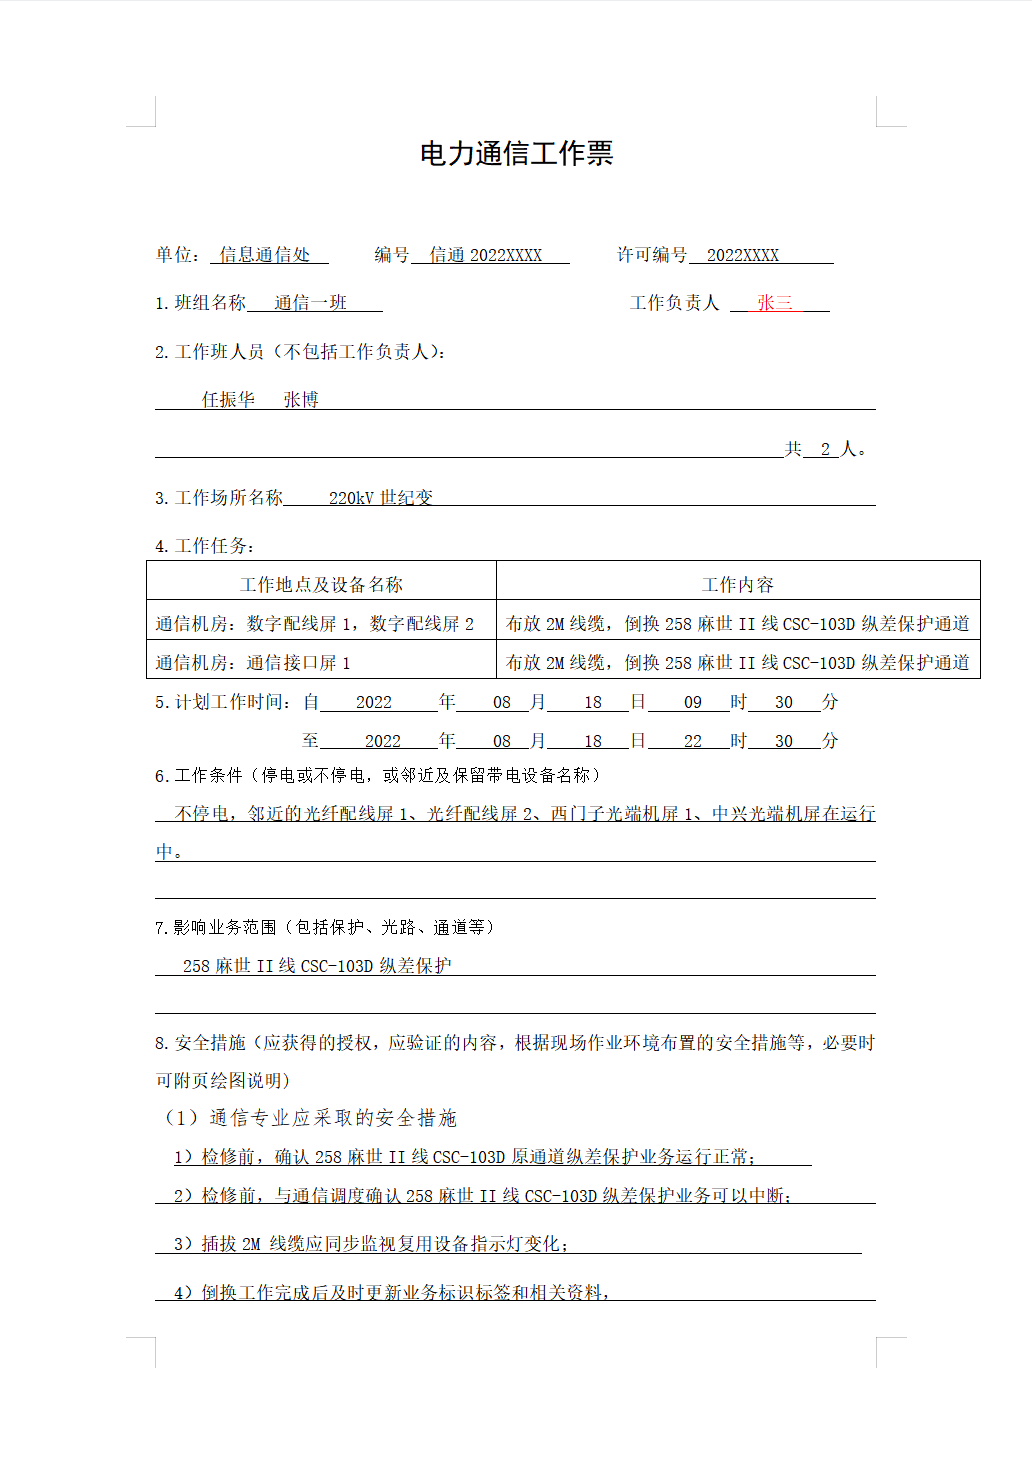 电力通信工作票
单位： 信息通信处 编号 信通 2022XXXX 许可编号 2022XXXX
1.班组名称 通信一班 工作负责人 张三
2.工作班人员（不包括工作负责人）：
任振华 张博
共 2 人。
3.工作场所名称 220kV 世纪变
4.工作任务：
工作地点及设备名称 工作内容
通信机房：数字配线屏 1，数字配线屏 2 布放 2M 线缆，倒换 258 麻世 II 线 CSC-103D 纵差保护通道
通信机房：通信接口屏 1 布放 2M 线缆，倒换 258 麻世 II 线 CSC-103D 纵差保护通道
5.计划工作时间：自 2022 年 08 月 18 日 09 时 30 分
至 2022 年 08 月 18 日 22 时 30 分
6.工作条件（停电或不停电，或邻近及保留带电设备名称）
不停电，邻近的光纤配线屏 1、光纤配线屏 2、西门子光端机屏 1、中兴光端机屏在运行
中。
7.影响业务范围（包括保护、光路、通道等）
258 麻世 II 线 CSC-103D 纵差保护
8.安全措施（应获得的授权，应验证的内容，根据现场作业环境布置的安全措施等，必要时
可附页绘图说明)
（1）通信专业应采取的安全措施
1）检修前，确认 258 麻世 II 线 CSC-103D 原通道纵差保护业务运行正常；
2）检修前，与通信调度确认 258 麻世 II 线 CSC-103D 纵差保护业务可以中断；
3）插拔 2M 线缆应同步监视复用设备指示灯变化；
4）倒换工作完成后及时更新业务标识标签和相关资料，